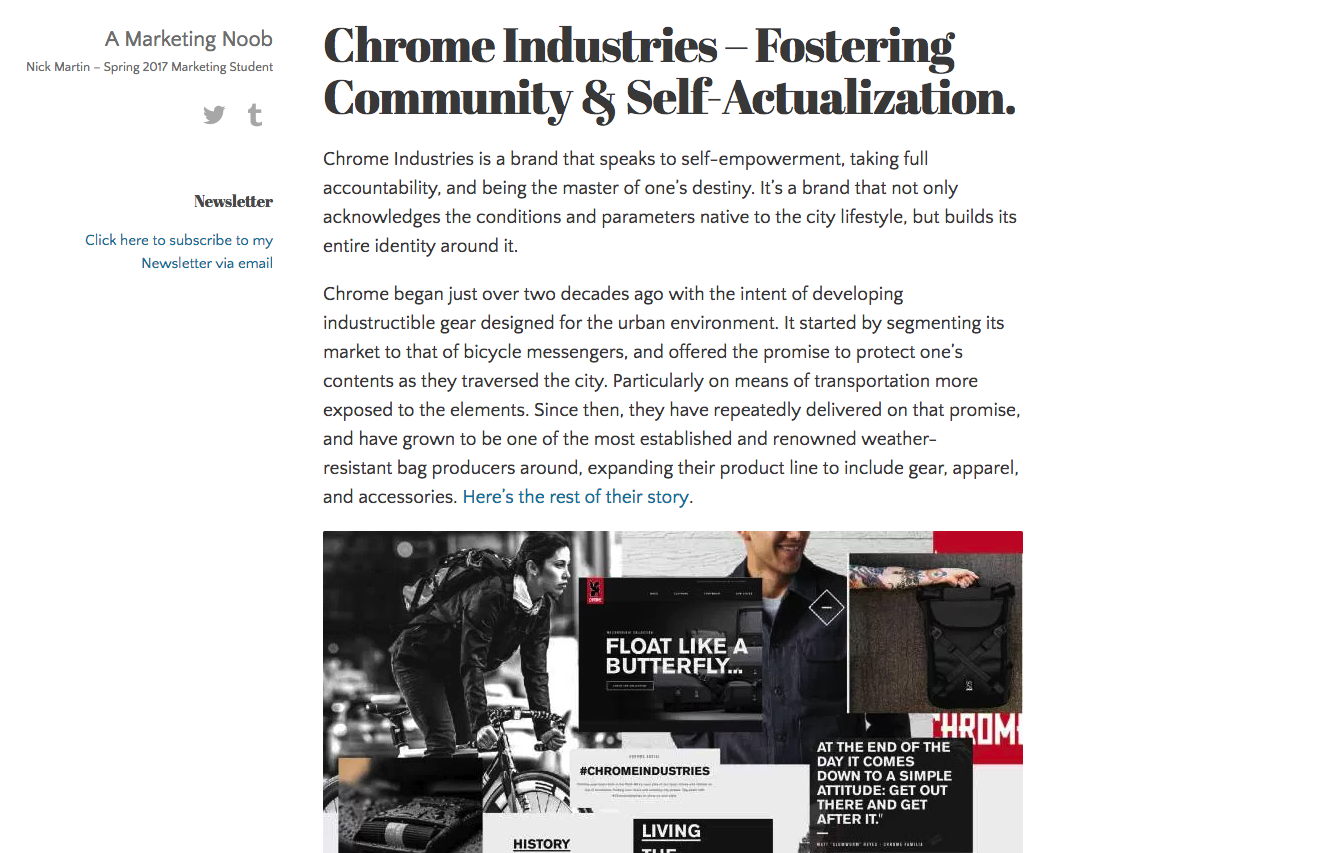 A Marketing Noob
Nick Martin – Spring 2017 Marketing Student
Newsletter
Click here to subscribe to my
Newsletter via email
Chrome Industries – Fostering
Community & Self-Actualization.
Chrome Industries is a brand that speaks to self-empowerment, taking full
accountability, and being the master of one's destiny. It's a brand that not only
acknowledges the conditions and parameters native to the city lifestyle, but builds its
entire identity around it.
Chrome began just over two decades ago with the intent of developing
industructible gear designed for the urban environment. It started by segmenting its
market to that of bicycle messengers, and offered the promise to protect one's
contents as they traversed the city. Particularly on means of transportation more
exposed to the elements. Since then, they have repeatedly delivered on that promise,
and have grown to be one of the most established and renowned weather-
resistant bag producers around, expanding their product line to include gear, apparel,
and accessories. Here's the rest of their story.
FLOAT LIKE A
BUTTERFLY...
CHROME
CHROME SOCIAL
#CHROMEINDUSTRIES
AT THE END OF THE
DAY IT COMES
DOWN TO A SIMPLE
ATTITUDE: GET OUT
THERE AND GET
AFTER IT."
HISTORY
LIVING
THE